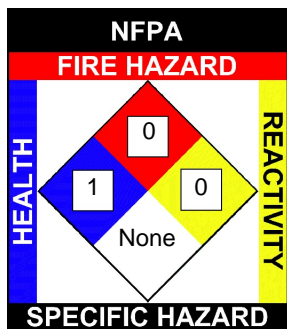 NFPA
FIRE HAZARD
0
HEALTH
1
0
REACTIVITY
None
SPECIFIC HAZARD